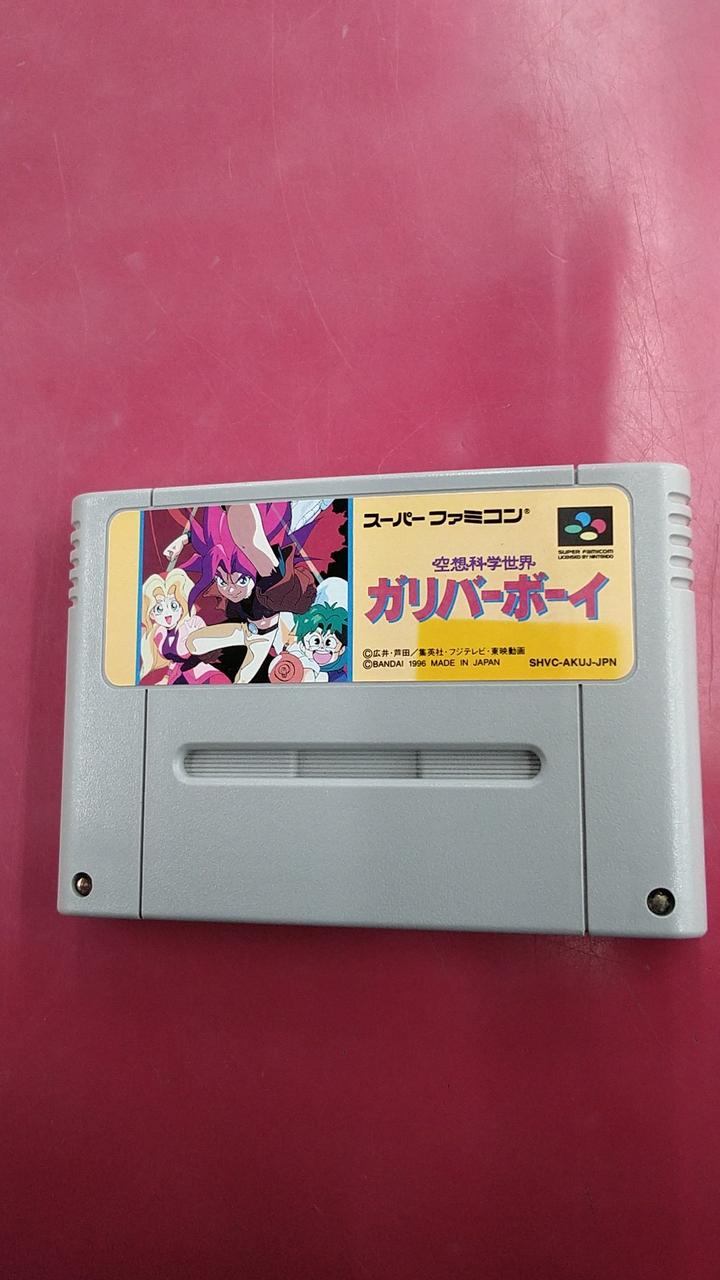 スーパー ファミコン®
SUPER FAMICOM
LICENSED BY NINTENDO
空想科学世界
ガリバーボーイ
©広井・芦田/集英社・フジテレビ・東映動画
©BANDAI 1996 MADE IN JAPAN
SHVC-AKUJ-JPN